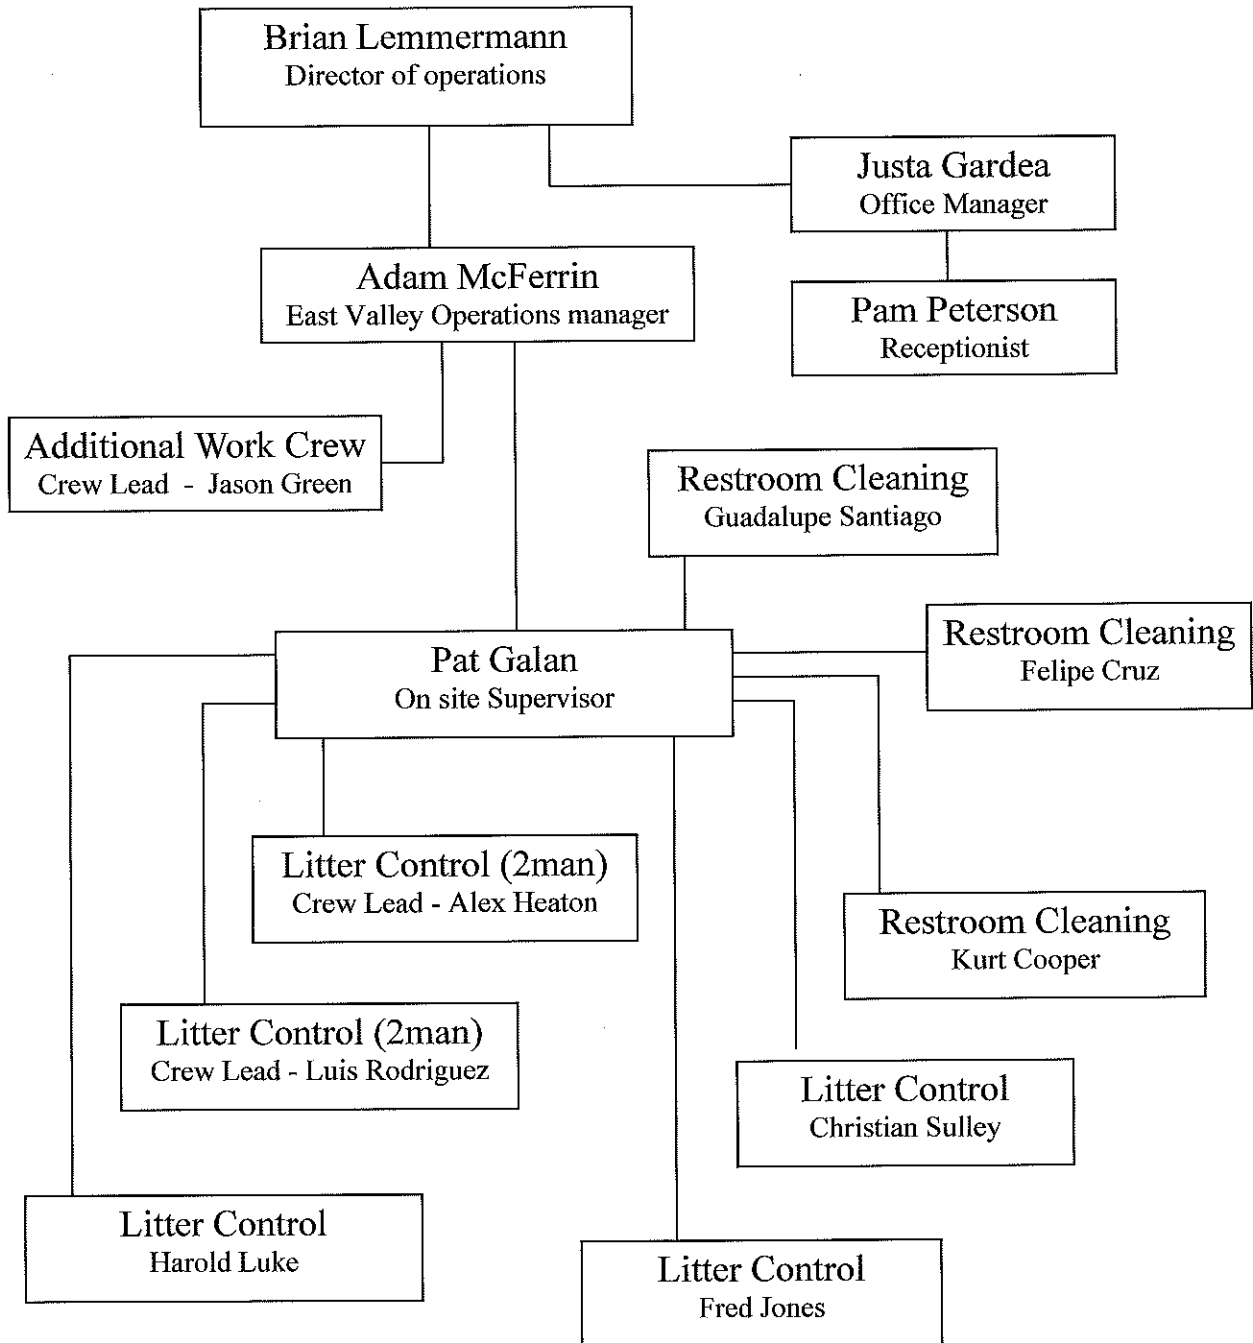 Brian Lemmermann
Director of operations
Justa Gardea
Office Manager
Adam McFerrin
East Valley Operations manager
Pam Peterson
Receptionist
Additional Work Crew
Crew Lead - Jason Green
Restroom Cleaning
Guadalupe Santiago
Restroom Cleaning
Felipe Cruz
Pat Galan
On site Supervisor
Litter Control (2man)
Crew Lead - Alex Heaton
Restroom Cleaning
Kurt Cooper
Litter Control (2man)
Crew Lead - Luis Rodriguez
Litter Control
Christian Sulley
Litter Control
Harold Luke
Litter Control
Fred Jones